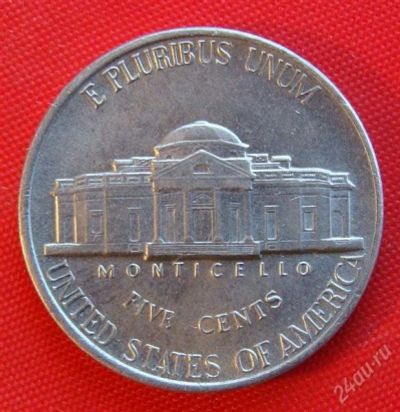 E PLURIBUS UNUM
MONTICELLO
FIVE CENTS
UNITED STATES OF AMERICA
24au.ru